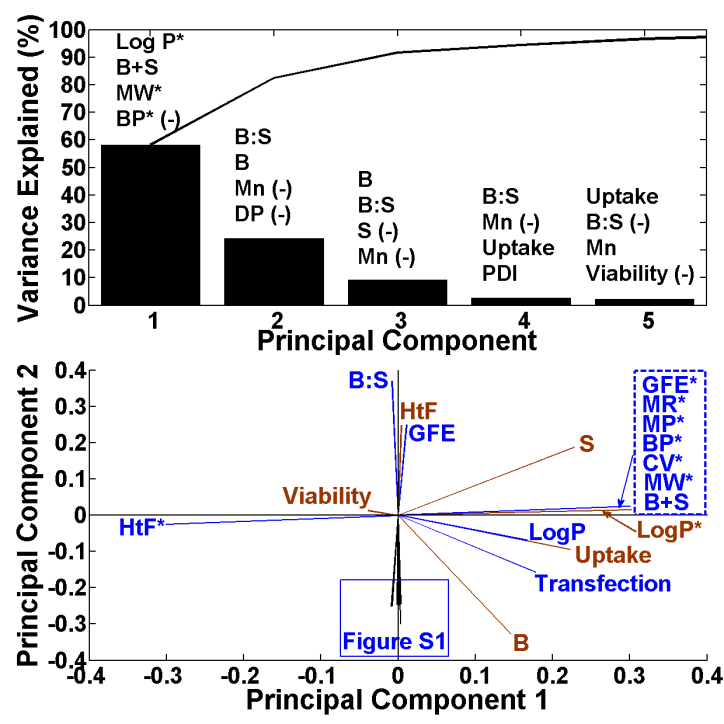 Variance Explained (%)
100
90
80
70
60
50
40
30
20
10
0
Log P*
B+S
MW*
BP* (-)
B:S
B
Mn (-)
DP (-)
B
B:S
S (-)
Mn (-)
B:S
Mn (-)
Uptake
PDI
Uptake
B:S (-)
Mn
Viability (-)
1 2 3 4 5
Principal Component
Principal Component 2
0.4
0.4
0.2
0.1
0
-0.1
-0.2
-0.3
-0.4
B:S
HtF
GFE
S
GFE*
MR*
MP*
BP*
CV*
MW*
B+S
Viability
HtF*
LogP
LogP*
Uptake
Transfection
B
Figure S1
-0.4 -0.3 -0.2 -0.1 0 0.1 0.2 0.3 0.4
Principal Component 1